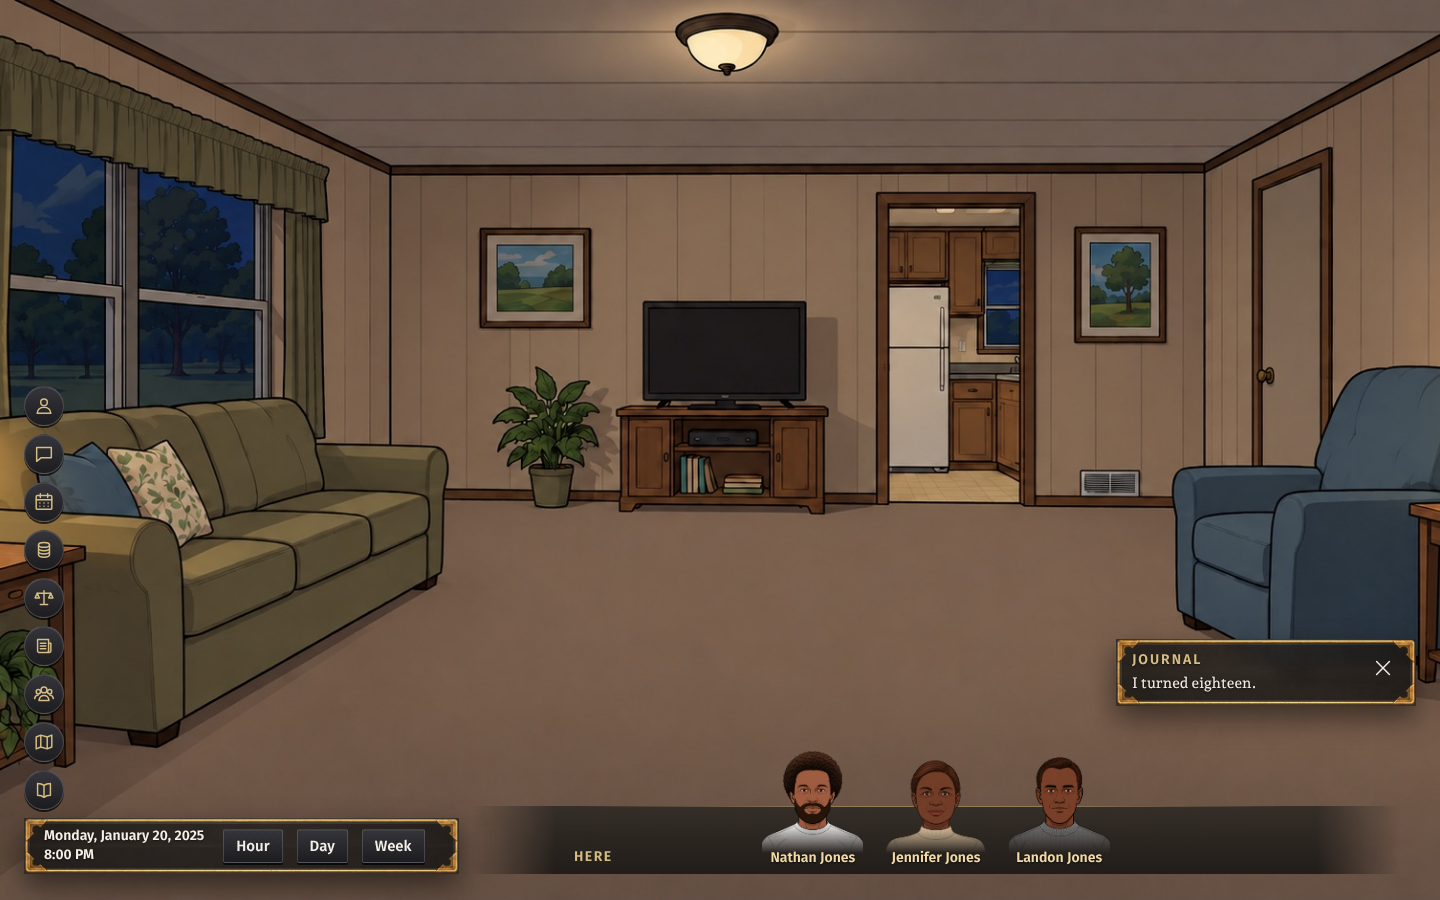 JOURNAL
I turned eighteen.
Monday, January 20, 2025
8:00 PM
Hour
Day
Week
HERE
Nathan Jones
Jennifer Jones
Landon Jones